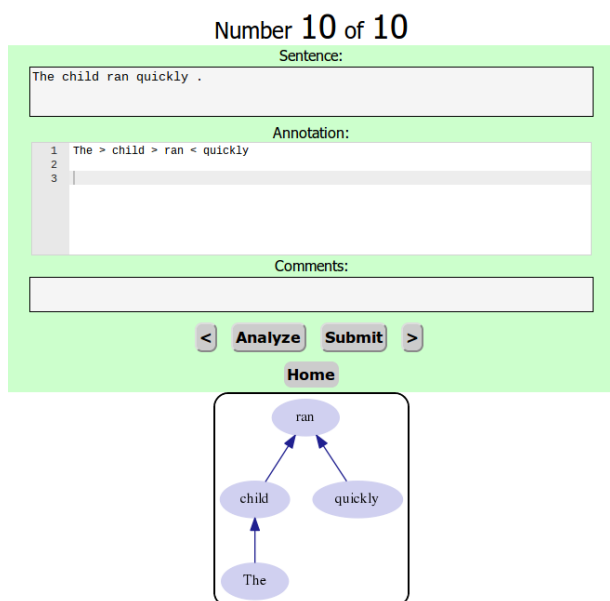 Number 10 of 10
Sentence:
The child ran quickly .
Annotation:
1 The > child > ran < quickly
2
3
Comments:
< Analyze Submit >
Home
ran
child quickly
The